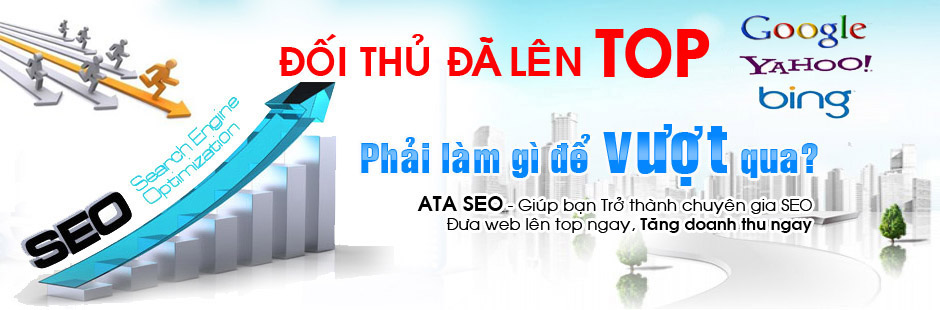 ĐỐI THỦ ĐÃ LÊN TOP
Google
YAHOO!
bing
SEO
Search Engine
Optimization
Phải làm gì để vượt qua?
ATA SEO - Giúp bạn Trở thành chuyên gia SEO
Đưa web lên top ngay, Tăng doanh thu ngay